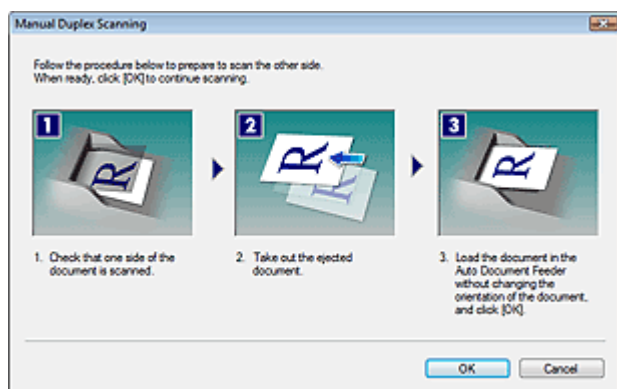 Manual Duplex Scanning
Follow the procedure below to prepare to scan the other side.
When ready, click [OK] to continue scanning.
1
2
3
R
R
R
R
1. Check that one side of the
document is scanned.
2. Take out the ejected
document.
3. Load the document in the
Auto Document Feeder
without changing the
orientation of the document,
and click [OK].
OK
Cancel